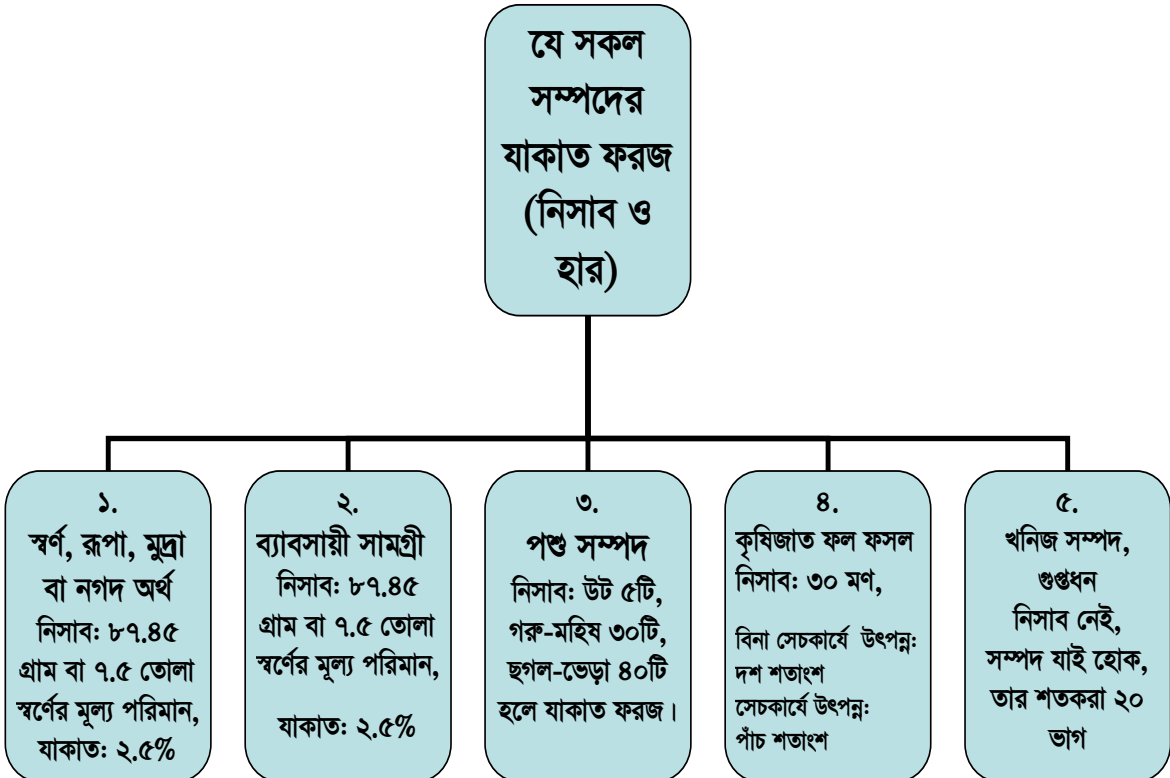 যে সকল
সম্পদের
যাকাত ফরজ
(নিসাব ও
হার)
১.
স্বর্ণ, রূপা, মুদ্রা
বা নগদ অর্থ
নিসাব: ৮৭.৪৫
গ্রাম বা ৭.৫ তোলা
স্বর্ণের মূল্য পরিমান,
যাকাত: ২.৫%
২.
ব্যাবসায়ী সামগ্রী
নিসাব: ৮৭.৪৫
গ্রাম বা ৭.৫ তোলা
স্বর্ণের মূল্য পরিমান,
যাকাত: ২.৫%
৩.
পশু সম্পদ
নিসাব: উট ৫টি,
গরু-মহিষ ৩০টি,
ছগল-ভেড়া ৪০টি
হলে যাকাত ফরজ।
৪.
কৃষিজাত ফল ফসল
নিসাব: ৩০ মণ,
বিনা সেচকার্যে উৎপন্ন:
দশ শতাংশ
সেচকার্যে উৎপন্ন:
পাঁচ শতাংশ
৫.
খনিজ সম্পদ,
গুপ্তধন
নিসাব নেই,
সম্পদ যাই হোক,
তার শতকরা ২০
ভাগ